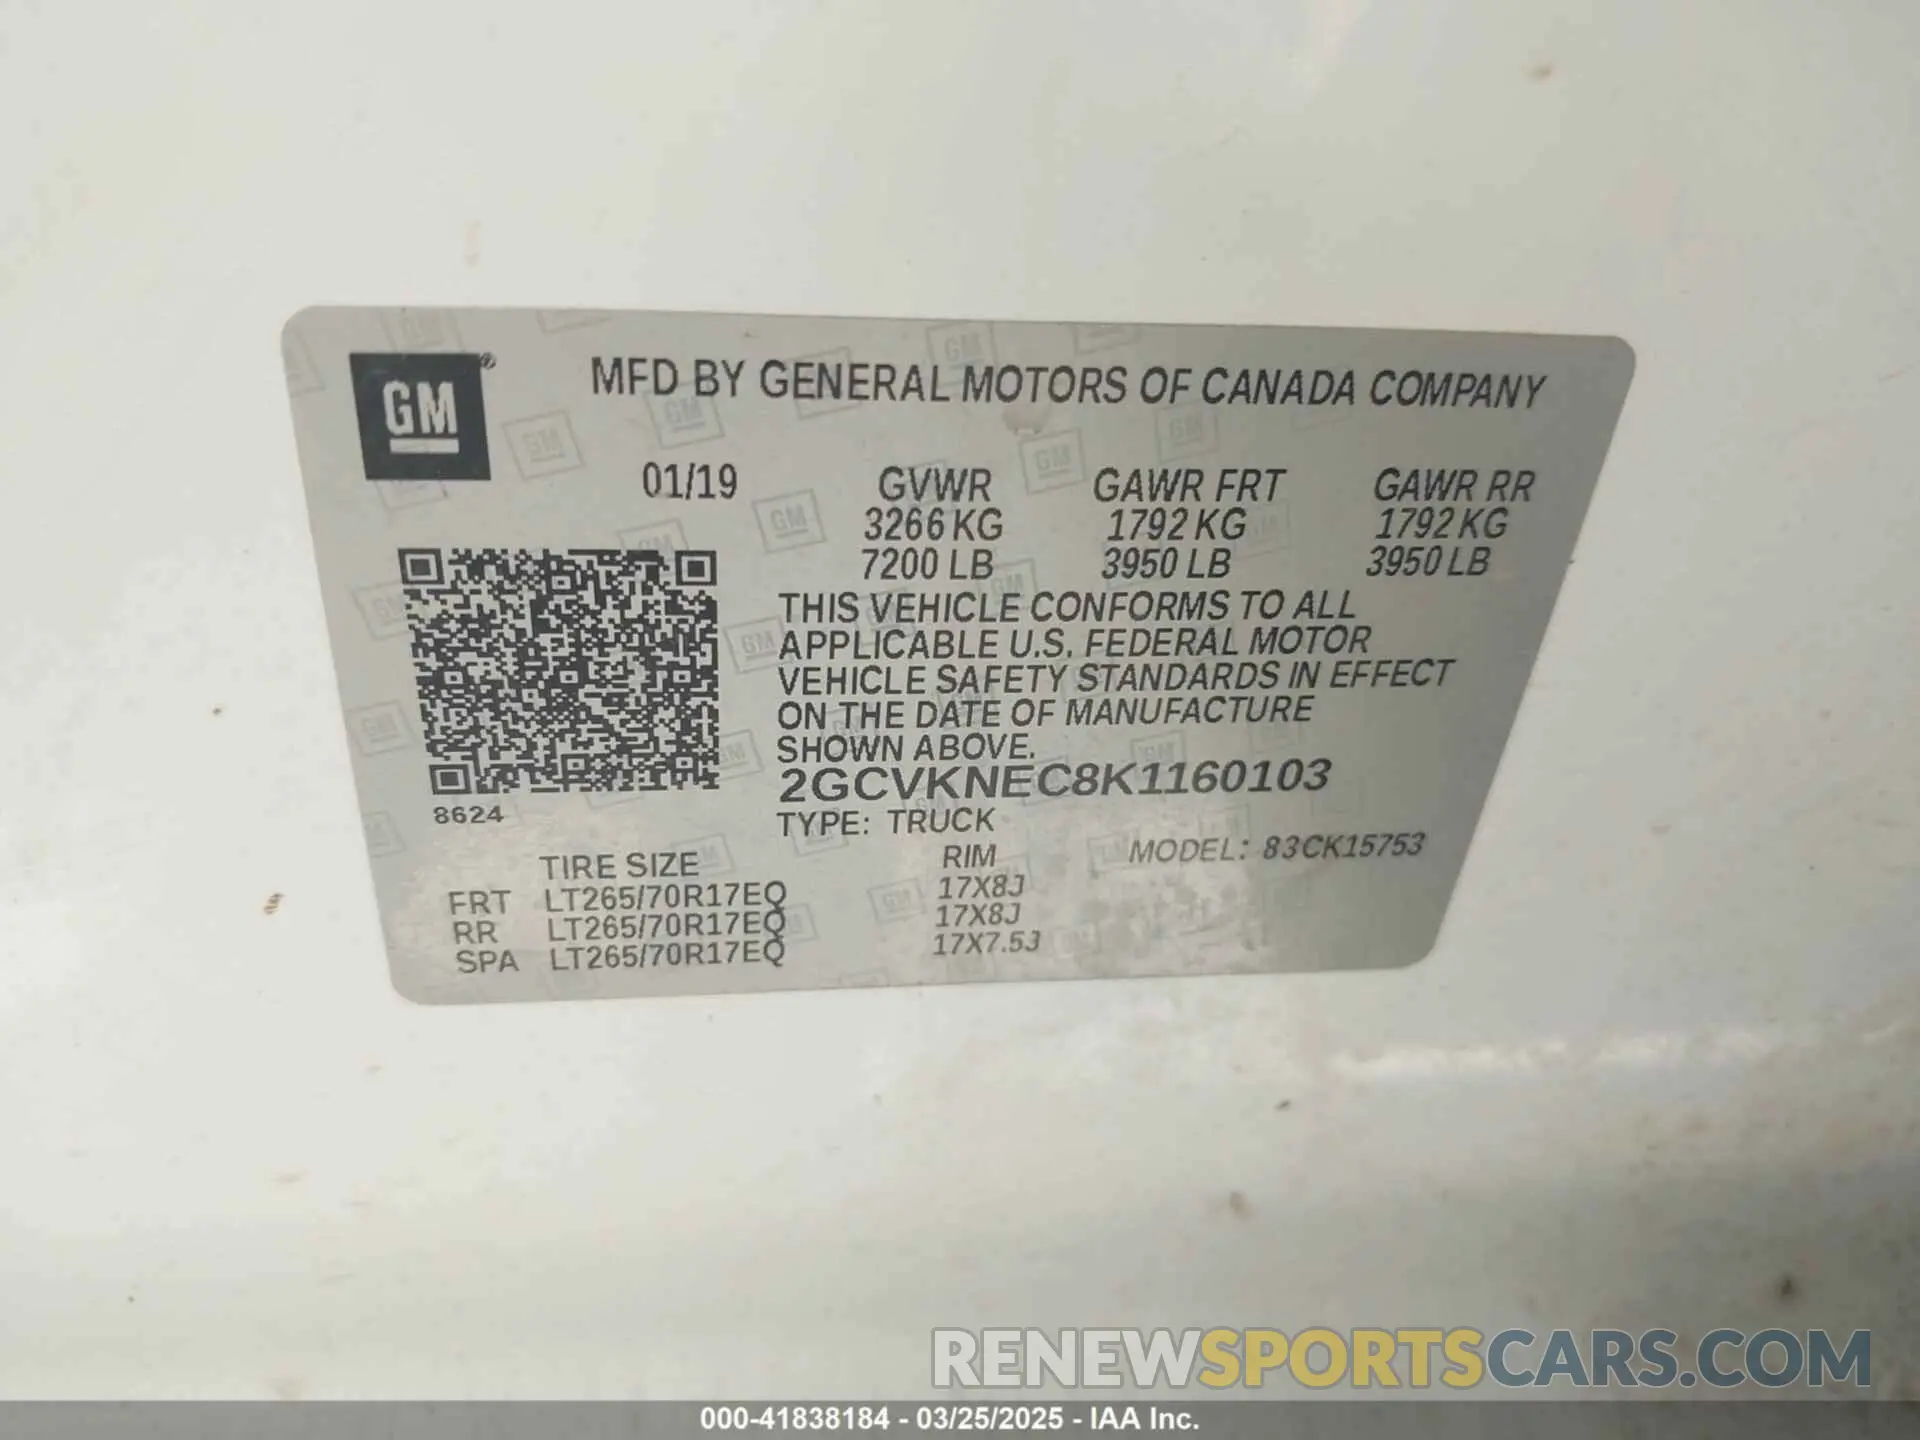 GM®
MFD BY GENERAL MOTORS OF CANADA COMPANY
01/19 GVWR GAWR FRT GAWR RR
3266 KG 1792 KG 1792 KG
7200 LB 3950 LB 3950 LB
THIS VEHICLE CONFORMS TO ALL
APPLICABLE U.S. FEDERAL MOTOR
VEHICLE SAFETY STANDARDS IN EFFECT
ON THE DATE OF MANUFACTURE
SHOWN ABOVE.
2GCVKNEC8K1160103
8624
TYPE: TRUCK
MODEL: 83CK15753
TIRE SIZE RIM
FRT LT265/70R17EQ 17X8J
RR LT265/70R17EQ 17X8J
SPA LT265/70R17EQ 17X7.5J
RENEWSPORTSCARS.COM
000-41838184 - 03/25/2025 - IAA Inc.